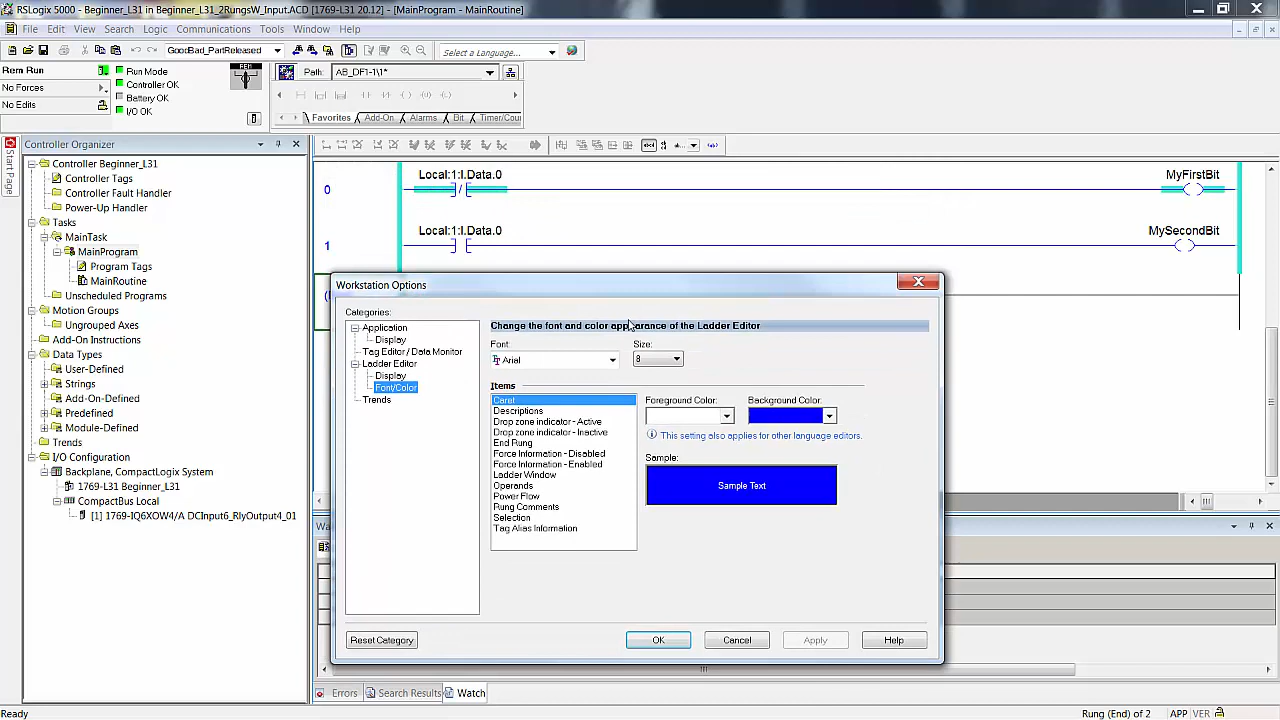 RSLogix 5000 - Beginner_L31 in Beginner_L31_2RungsW_Input.ACD [1769-L31 20.12] - [MainProgram - MainRoutine]
File Edit View Search Logic Communications Tools Window Help
GoodBad_PartReleased
Select a Language...
Rem Run
No Forces
No Edits
Run Mode
Controller OK
Battery OK
I/O OK
REM
Path: AB_DF1-1\1*
Favorites Add-On Alarms Bit Timer/Cou
Start Page
Controller Organizer
Controller Beginner_L31
Controller Tags
Controller Fault Handler
Power-Up Handler
Tasks
MainTask
MainProgram
Program Tags
MainRoutine
Unscheduled Programs
Motion Groups
Ungrouped Axes
Add-On Instructions
Data Types
User-Defined
Strings
Add-On-Defined
Predefined
Module-Defined
Trends
I/O Configuration
Backplane, CompactLogix System
1769-L31 Beginner_L31
CompactBus Local
[1] 1769-IQ6XOW4/A DCInput6_RlyOutput4_01
Local:1:I.Data.0
MyFirstBit
0
Local:1:I.Data.0
MySecondBit
1
Workstation Options
Categories:
Application
Display
Tag Editor / Data Monitor
Ladder Editor
Display
Font/Color
Trends
Change the font and color appearance of the Ladder Editor
Font:
Size:
Arial
8
Items
Caret
Descriptions
Drop zone indicator - Active
Drop zone indicator - Inactive
End Rung
Force Information - Disabled
Force Information - Enabled
Ladder Window
Operands
Power Flow
Rung Comments
Selection
Tag Alias Information
Foreground Color:
Background Color:
This setting also applies for other language editors.
Sample:
Sample Text
Reset Category
OK
Cancel
Apply
Help
Errors Search Results Watch
Ready
Rung (End) of 2 APP VER